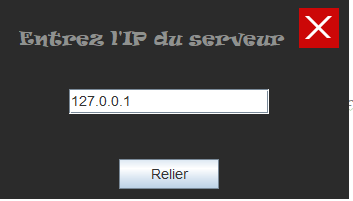 Entrez l'IP du serveur
127.0.0.1
Relier